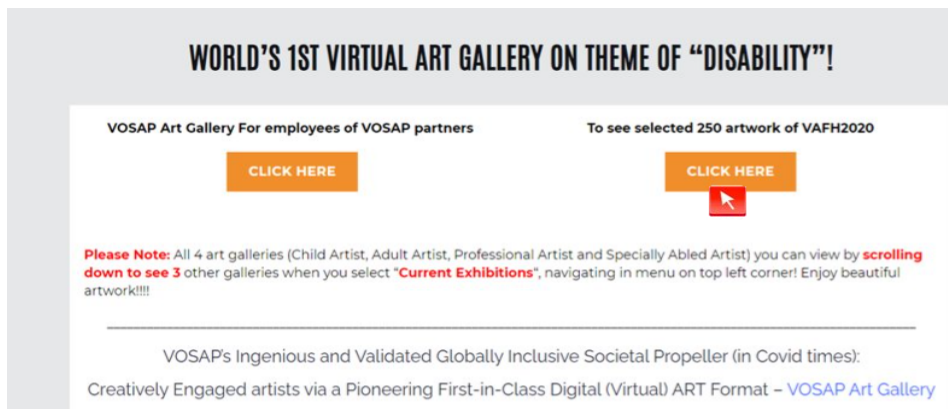 WORLD'S 1ST VIRTUAL ART GALLERY ON THEME OF “DISABILITY”!
VOSAP Art Gallery For employees of VOSAP partners
CLICK HERE
To see selected 250 artwork of VAFH2020
CLICK HERE
Please Note: All 4 art galleries (Child Artist, Adult Artist, Professional Artist and Specially Abled Artist) you can view by scrolling
down to see 3 other galleries when you select “Current Exhibitions“, navigating in menu on top left corner! Enjoy beautiful
artwork!!!!
VOSAP's Ingenious and Validated Globally Inclusive Societal Propeller (in Covid times):
Creatively Engaged artists via a Pioneering First-in-Class Digital (Virtual) ART Format – VOSAP Art Gallery